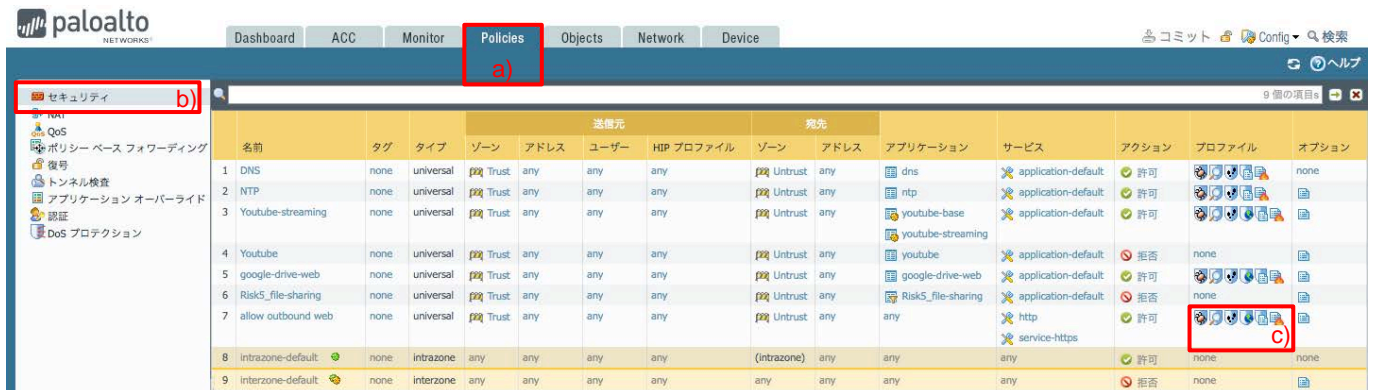 paloalto
NETWORKS
Dashboard ACC Monitor Policies Objects Network Device
コミット Config 検索
a)
ヘルプ
セキュリティ b)
9 個の項目s
NAT
QoS
ポリシー ベース フォワーディング
復号
トンネル検査
アプリケーション オーバーライド
認証
DoS プロテクション
送信元 宛先
名前 タグ タイプ ゾーン アドレス ユーザー HIP プロファイル ゾーン アドレス アプリケーション サービス アクション プロファイル オプション
1 DNS none universal Trust any any any Untrust any dns application-default 許可 none
2 NTP none universal Trust any any any Untrust any ntp application-default 許可
3 Youtube-streaming none universal Trust any any any Untrust any youtube-base application-default 許可
youtube-streaming
4 Youtube none universal Trust any any any Untrust any youtube application-default 拒否 none
5 google-drive-web none universal Trust any any any Untrust any google-drive-web application-default 許可
6 Risk5_file-sharing none universal Trust any any any Untrust any Risk5_file-sharing application-default 拒否 none
7 allow outbound web none universal Trust any any any Untrust any any http 許可
service-https c)
8 intrazone-default none intrazone any any any any (intrazone) any any any 許可 none none
9 interzone-default none interzone any any any any any any any any 拒否 none